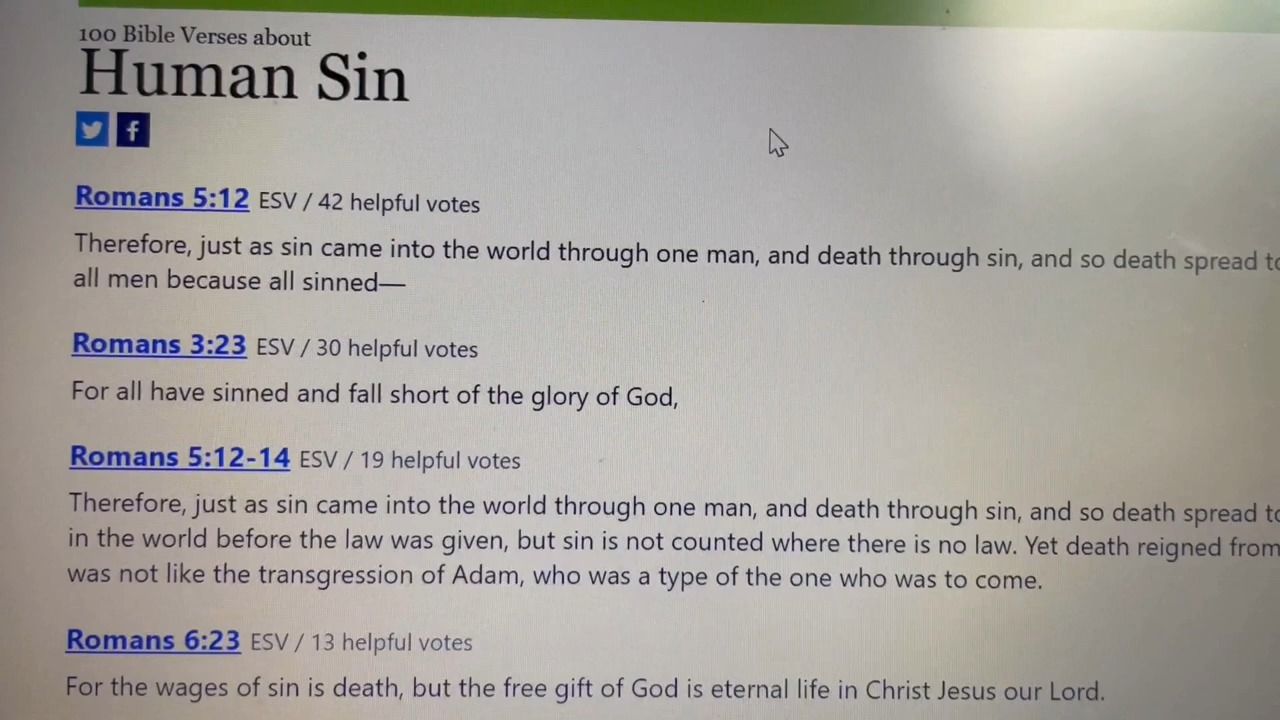 100 Bible Verses about
Human Sin
Romans 5:12 ESV / 42 helpful votes
Therefore, just as sin came into the world through one man, and death through sin, and so death spread to
all men because all sinned—
Romans 3:23 ESV / 30 helpful votes
For all have sinned and fall short of the glory of God,
Romans 5:12-14 ESV / 19 helpful votes
Therefore, just as sin came into the world through one man, and death through sin, and so death spread to
in the world before the law was given, but sin is not counted where there is no law. Yet death reigned from
was not like the transgression of Adam, who was a type of the one who was to come.
Romans 6:23 ESV / 13 helpful votes
For the wages of sin is death, but the free gift of God is eternal life in Christ Jesus our Lord.